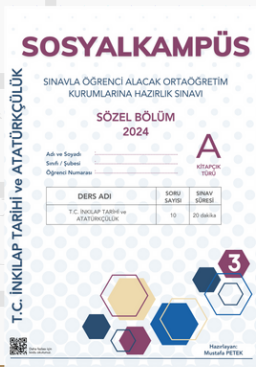 SOSYALKAMPÜS
SINAVLA ÖĞRENCİ ALACAK ORTAÖĞRETİM
KURUMLARINA HAZIRLIK SINAVI
SÖZEL BÖLÜM
2024
Adı ve Soyadı
Sınıfı / Şubesi
Öğrenci Numarası
A
KİTAPÇIK
TÜRÜ
DERS ADI
SORU
SAYISI
SINAV
SÜRESİ
T.C. İNKILAP TARİHİ ve
ATATÜRKÇÜLÜK
10
20 dakika
T.C. İNKILAP TARİHİ ve ATATÜRKÇÜLÜK
3
Hazırlayan:
Mustafa PETEK